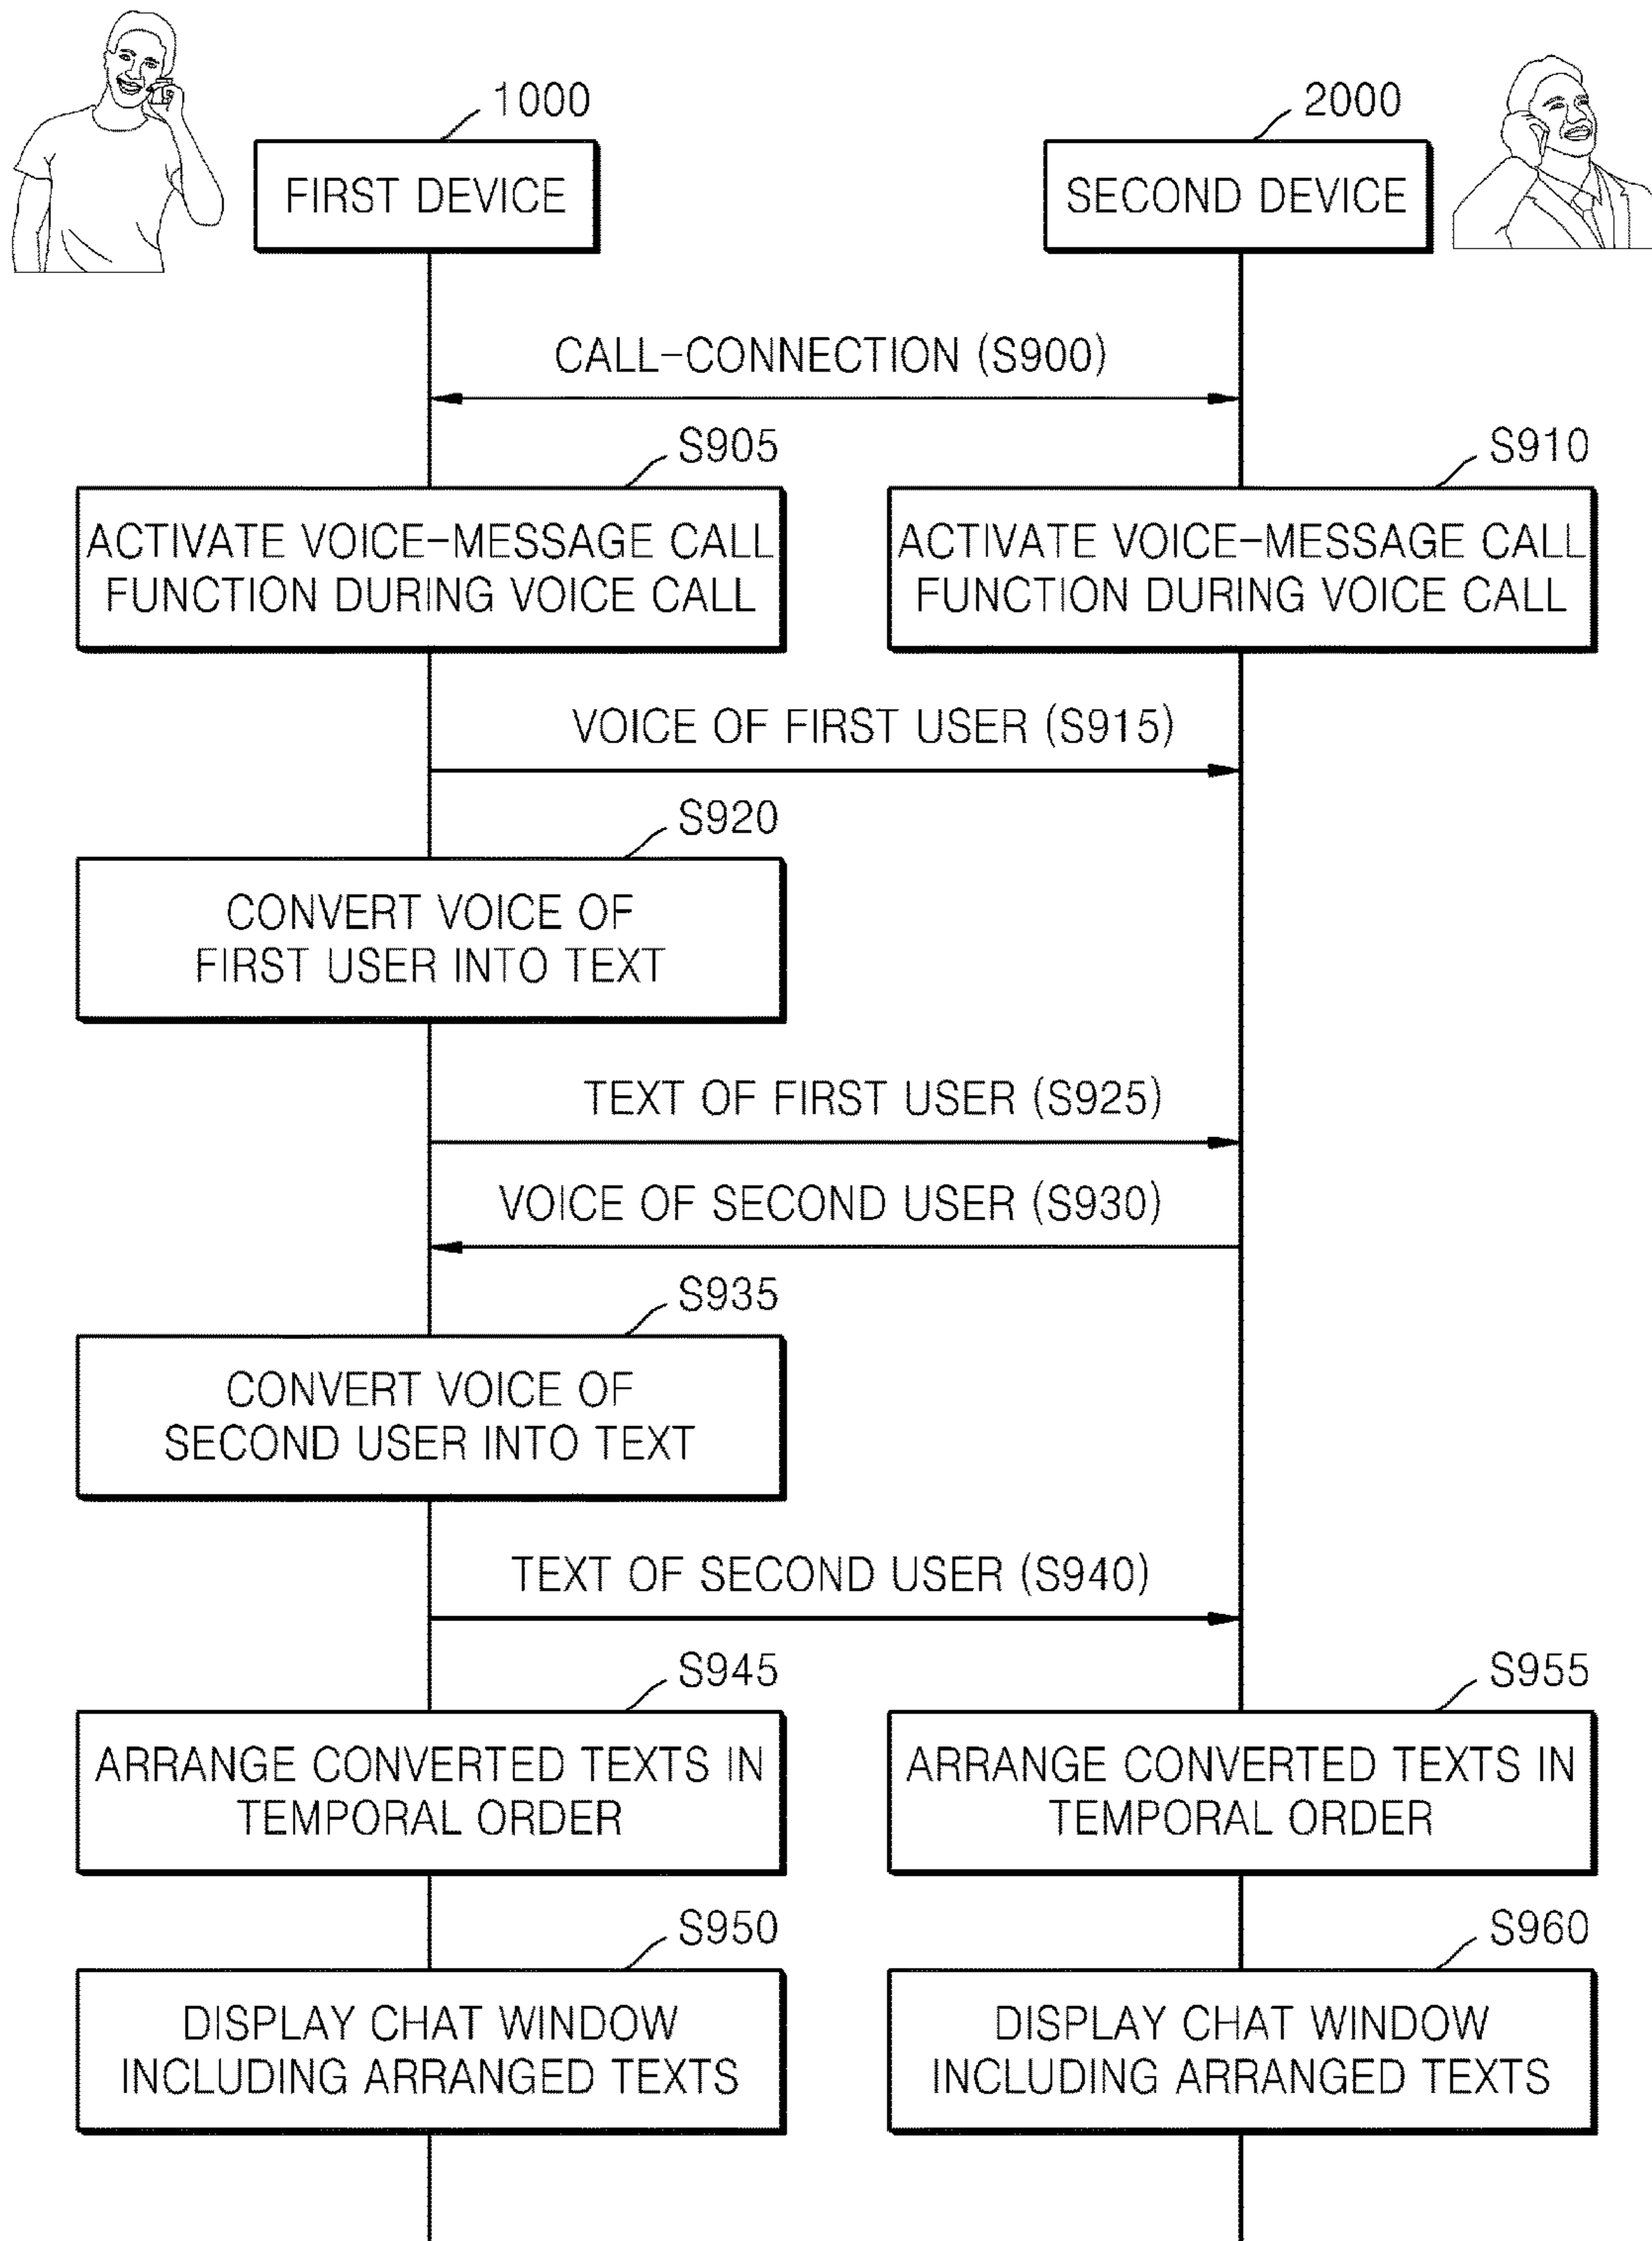 1000
2000
FIRST DEVICE
SECOND DEVICE
CALL-CONNECTION (S900)
S905
S910
ACTIVATE VOICE-MESSAGE CALL
FUNCTION DURING VOICE CALL
ACTIVATE VOICE-MESSAGE CALL
FUNCTION DURING VOICE CALL
VOICE OF FIRST USER (S915)
S920
CONVERT VOICE OF
FIRST USER INTO TEXT
TEXT OF FIRST USER (S925)
VOICE OF SECOND USER (S930)
S935
CONVERT VOICE OF
SECOND USER INTO TEXT
TEXT OF SECOND USER (S940)
S945
S955
ARRANGE CONVERTED TEXTS IN
TEMPORAL ORDER
ARRANGE CONVERTED TEXTS IN
TEMPORAL ORDER
S950
S960
DISPLAY CHAT WINDOW
INCLUDING ARRANGED TEXTS
DISPLAY CHAT WINDOW
INCLUDING ARRANGED TEXTS